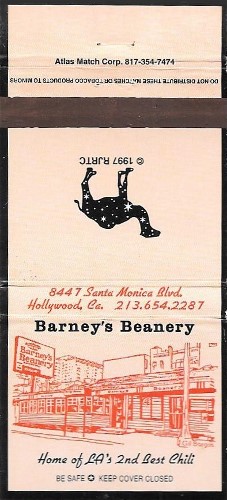 Atlas Match Corp. 817-354-7474
DO NOT DISTRIBUTE THESE MATCHES OR TOBACCO PRODUCTS TO MINORS
© 1997 RJRTC
8447 Santa Monica Blvd.
Hollywood, Ca. 213.654.2287
Barney's Beanery
Barney's
Beanery
Home of LA's 2nd Best Chili
BE SAFE KEEP COVER CLOSED